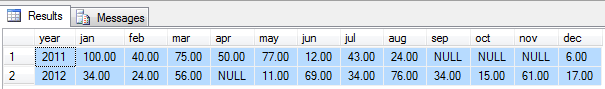 Results Messages
year jan feb mar apr may jun jul aug sep oct nov dec
1 2011 100.00 40.00 75.00 50.00 77.00 12.00 43.00 24.00 NULL NULL NULL 6.00
2 2012 34.00 24.00 56.00 NULL 11.00 69.00 34.00 76.00 34.00 15.00 61.00 17.00